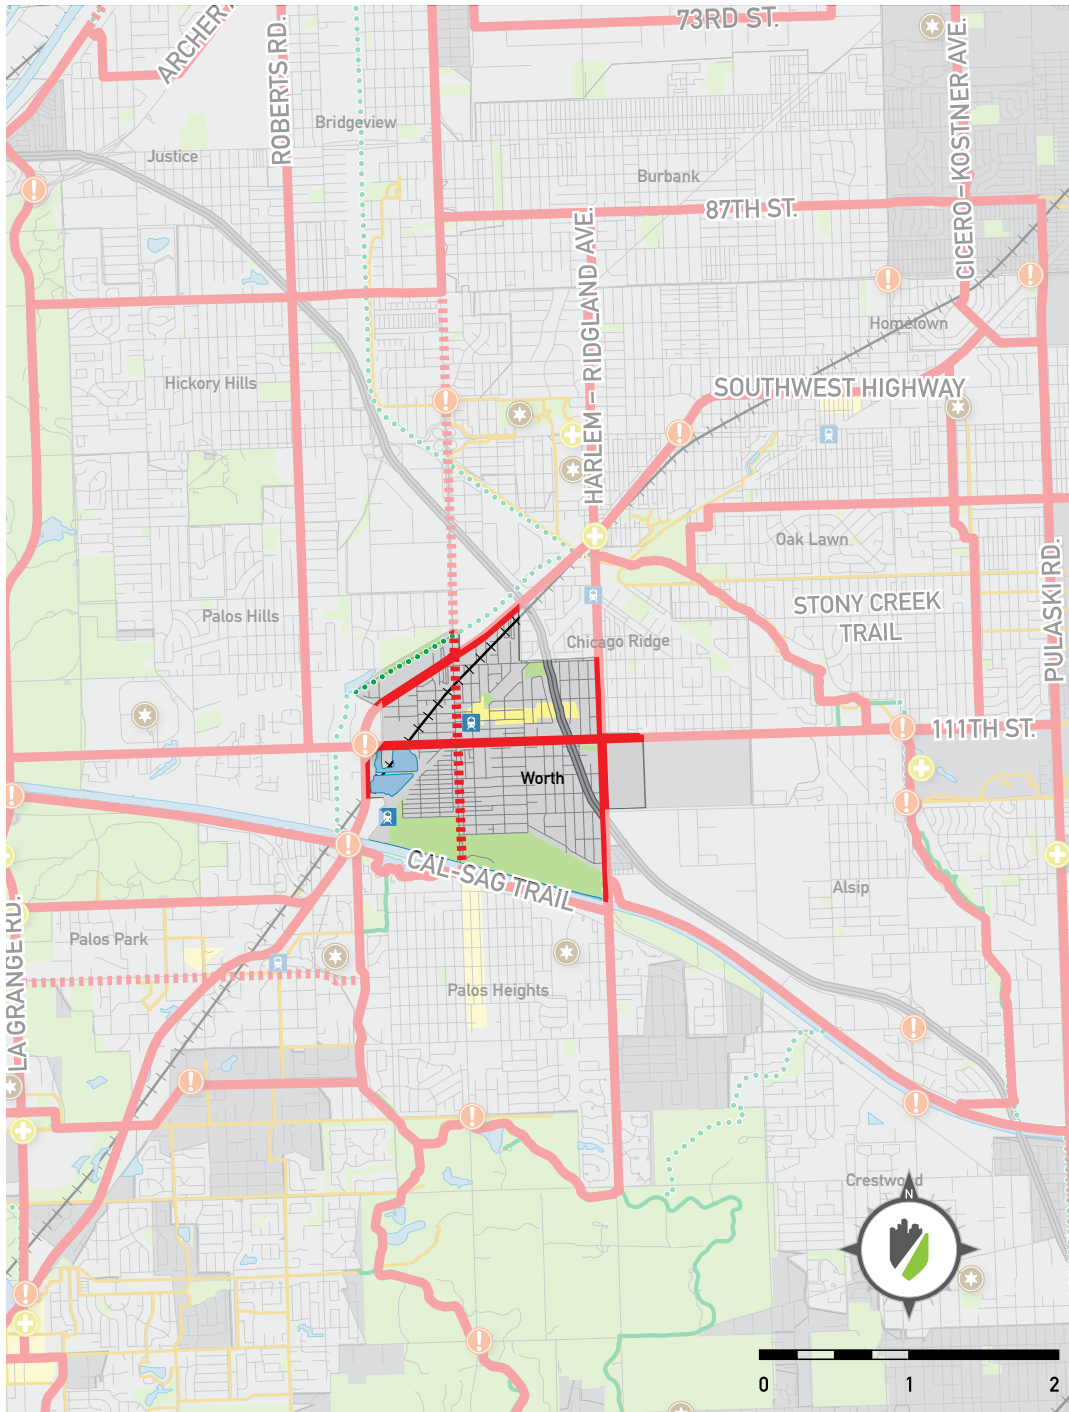 73RD ST.
ARCHER
ROBERTS RD.
CICERO – KOSTNER AVE.
Bridgeview
Justice
Burbank
87TH ST.
HARLEM – RIDGLAND AVE.
Hometown
Hickory Hills
SOUTHWEST HIGHWAY
Oak Lawn
PULASKI RD.
STONY CREEK
TRAIL
Palos Hills
Chicago Ridge
111TH ST.
Worth
CAL-SAG TRAIL
Alsip
LA GRANGE RD.
Palos Park
Palos Heights
Crestwood
N
0 1 2